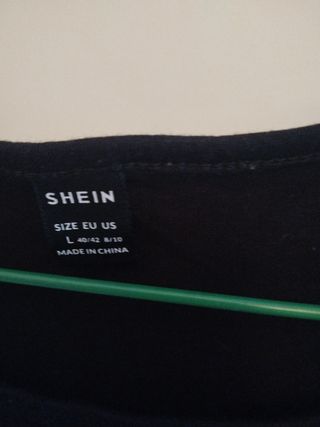 SHEIN
SIZE EU US
L 40/42 8/10
MADE IN CHINA